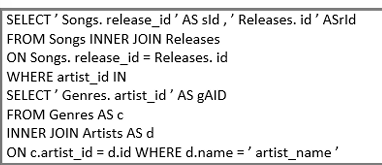 SELECT ’ Songs. release_id ’ AS sId , ’ Releases. id ’ ASrId
FROM Songs INNER JOIN Releases
ON Songs. release_id = Releases. id
WHERE artist_id IN
SELECT ’ Genres. artist_id ’ AS gAID
FROM Genres AS c
INNER JOIN Artists AS d
ON c.artist_id = d.id WHERE d.name = ’ artist_name ’